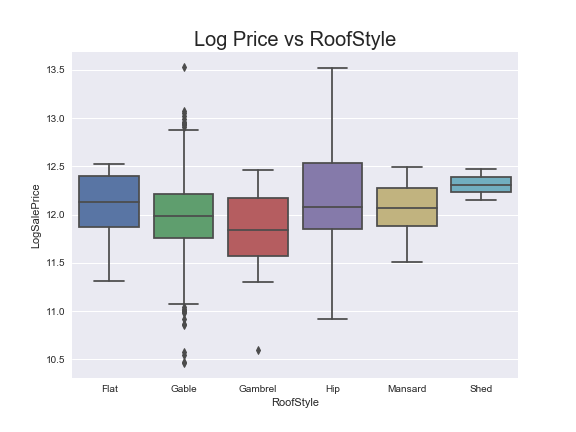 Log Price vs RoofStyle
13.5
13.0
12.5
12.0
11.5
11.0
10.5
LogSalePrice
Flat Gable Gambrel Hip Mansard Shed
RoofStyle